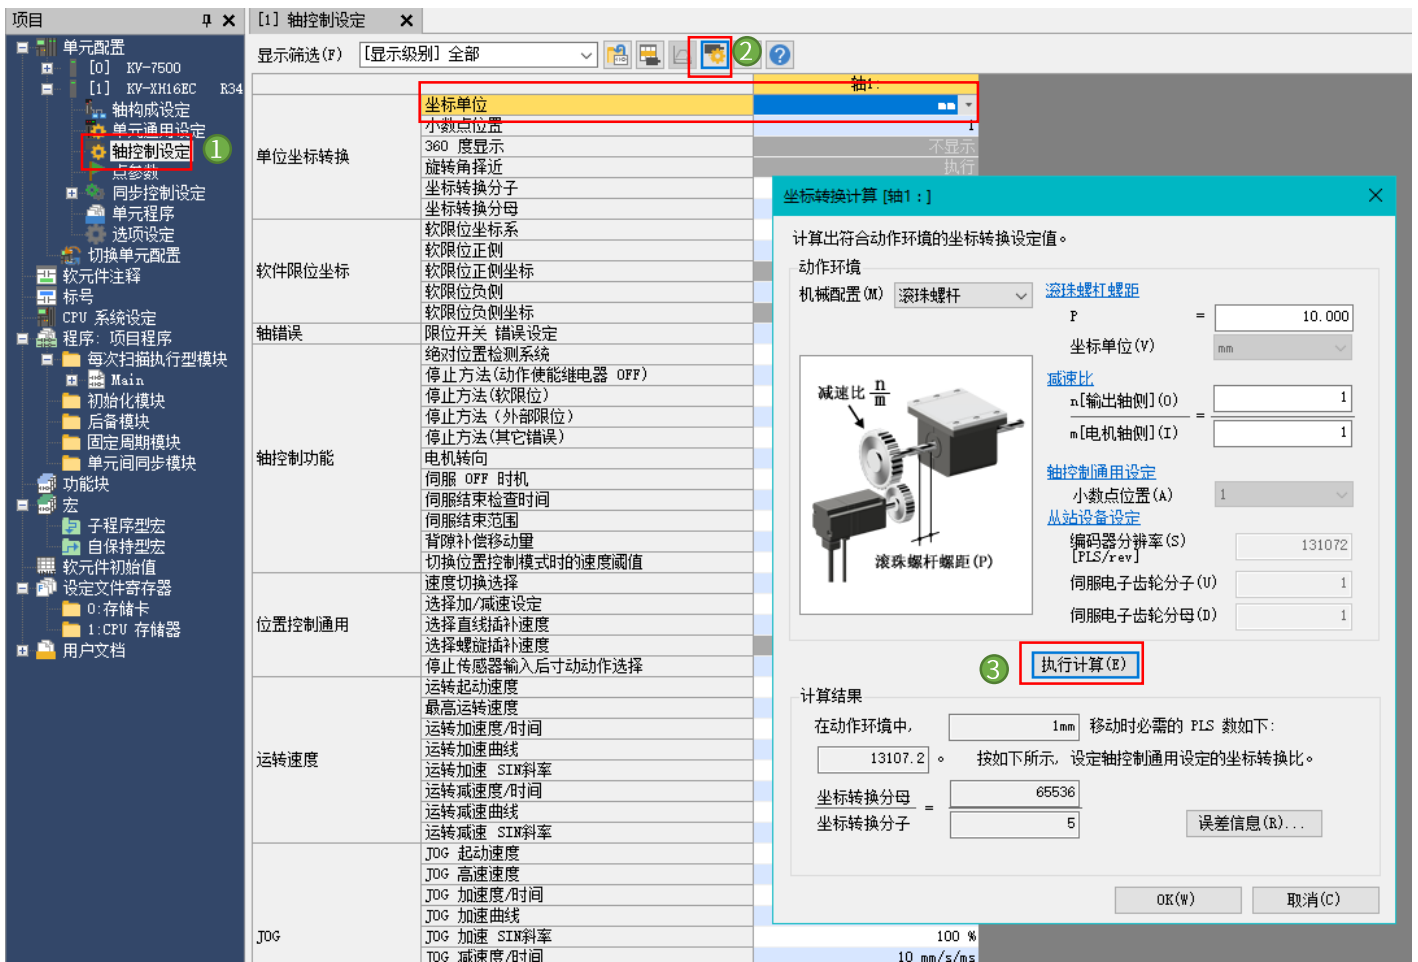 项目
[1] 轴控制设定
单元配置
[0] KV-7500
[1] KV-XH16EC R34
轴构成设定
单元通用设定
轴控制设定
1
点参数
同步控制设定
单元程序
选项设定
切换单元配置
软元件注释
标号
CPU 系统设定
程序: 项目程序
每次扫描执行型模块
Main
初始化模块
后备模块
固定周期模块
单元间同步模块
功能块
宏
子程序型宏
自保持型宏
软元件初始值
设定文件寄存器
0:存储卡
1:CPU 存储器
用户文档
显示筛选(F) [显示级别] 全部
2
轴1:
单位坐标转换
坐标单位 mm
小数点位置 1
360 度显示 不显示
旋转角择近 执行
坐标转换分子
坐标转换分母
软件限位坐标
软限位坐标系
软限位正侧
软限位正侧坐标
软限位负侧
软限位负侧坐标
轴错误
限位开关 错误设定
轴控制功能
绝对位置检测系统
停止方法(动作使能继电器 OFF)
停止方法(软限位)
停止方法 (外部限位)
停止方法(其它错误)
电机转向
伺服 OFF 时机
伺服结束检查时间
伺服结束范围
背隙补偿移动量
切换位置控制模式时的速度阈值
位置控制通用
速度切换选择
选择加/减速设定
选择直线插补速度
选择螺旋插补速度
停止传感器输入后寸动动作选择
运转速度
运转起动速度
最高运转速度
运转加速度/时间
运转加速曲线
运转加速 SIN斜率
运转减速度/时间
运转减速曲线
运转减速 SIN斜率
JOG
JOG 起动速度
JOG 高速速度
JOG 加速度/时间
JOG 加速曲线
JOG 加速 SIN斜率 100 %
JOG 减速度/时间 10 mm/s/ms
坐标转换计算 [轴1 : ]
计算出符合动作环境的坐标转换设定值。
动作环境
机械配置(M) 滚珠螺杆
减速比 n/m
滚珠螺杆螺距(P)
滚珠螺杠螺距
P = 10.000
坐标单位(V) mm
减速比
n[输出轴侧](O) 1
=
m[电机轴侧](I) 1
轴控制通用设定
小数点位置(A) 1
从站设备设定
编码器分辨率(S)
[PLS/rev] 131072
伺服电子齿轮分子(U) 1
伺服电子齿轮分母(D) 1
3
执行计算(E)
计算结果
在动作环境中, 1mm 移动时必需的 PLS 数如下:
13107.2 。 按如下所示, 设定轴控制通用设定的坐标转换比。
坐标转换分母 65536
=
坐标转换分子 5
误差信息(R)...
OK(W) 取消(C)